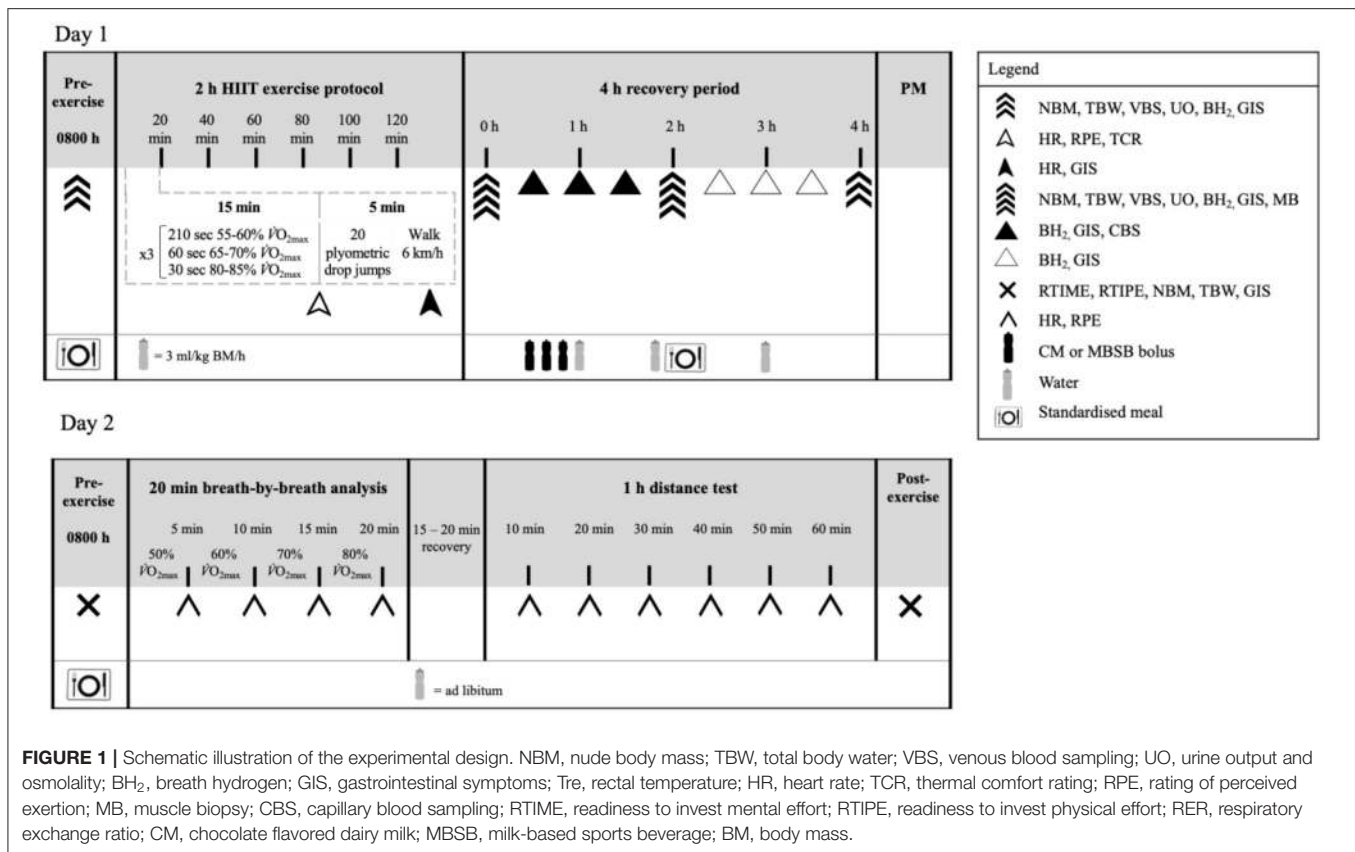 Day 1
Pre-
exercise
0800 h
2 h HIIT exercise protocol
20 min
40 min
60 min
80 min
100 min
120 min
4 h recovery period
0 h
1 h
2 h
3 h
4 h
PM
15 min
x3
210 sec 55-60% V̇O2max
60 sec 65-70% V̇O2max
30 sec 80-85% V̇O2max
5 min
20
plyometric
drop jumps
Walk
6 km/h
= 3 ml/kg BM/h
Legend
NBM, TBW, VBS, UO, BH2, GIS
HR, RPE, TCR
HR, GIS
NBM, TBW, VBS, UO, BH2, GIS, MB
BH2, GIS, CBS
BH2, GIS
RTIME, RTIPE, NBM, TBW, GIS
HR, RPE
CM or MBSB bolus
Water
Standardised meal
Day 2
Pre-
exercise
0800 h
20 min breath-by-breath analysis
5 min
10 min
15 min
20 min
50%
V̇O2max
60%
V̇O2max
70%
V̇O2max
80%
V̇O2max
15 – 20 min
recovery
1 h distance test
10 min
20 min
30 min
40 min
50 min
60 min
Post-
exercise
= ad libitum
FIGURE 1 | Schematic illustration of the experimental design. NBM, nude body mass; TBW, total body water; VBS, venous blood sampling; UO, urine output and
osmolality; BH2, breath hydrogen; GIS, gastrointestinal symptoms; Tre, rectal temperature; HR, heart rate; TCR, thermal comfort rating; RPE, rating of perceived
exertion; MB, muscle biopsy; CBS, capillary blood sampling; RTIME, readiness to invest mental effort; RTIPE, readiness to invest physical effort; RER, respiratory
exchange ratio; CM, chocolate flavored dairy milk; MBSB, milk-based sports beverage; BM, body mass.